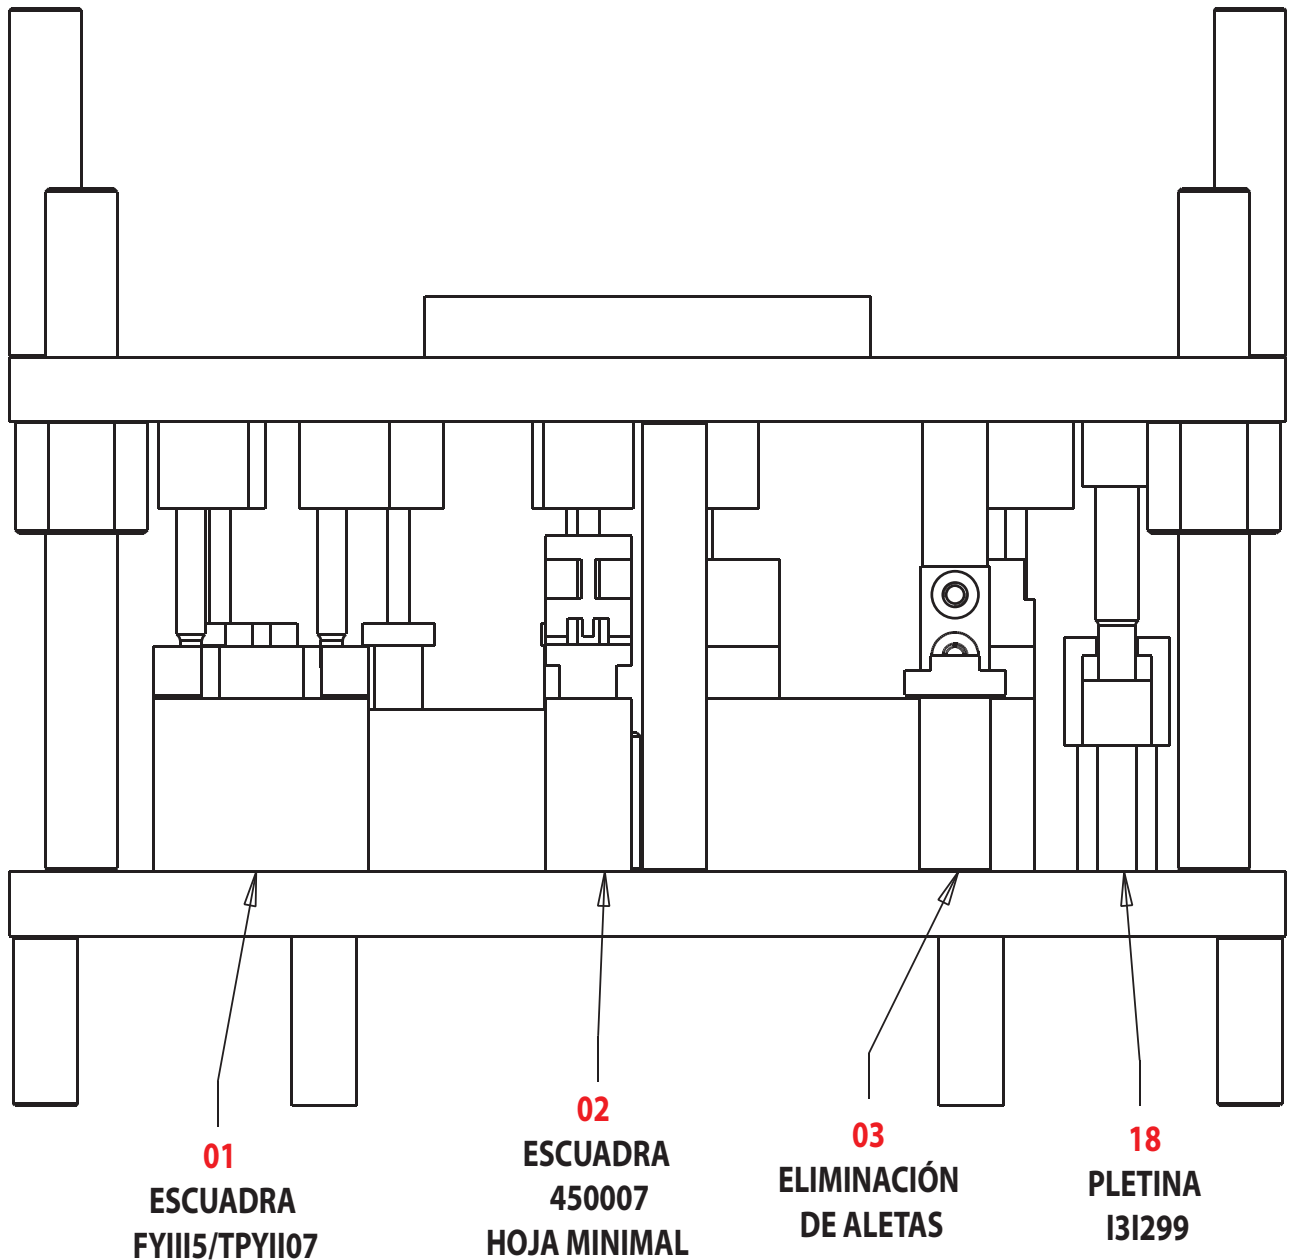 01
ESCUADRA
FYIII5/TPYII07
02
ESCUADRA
450007
HOJA MINIMAL
03
ELIMINACIÓN
DE ALETAS
18
PLETINA
I3I299